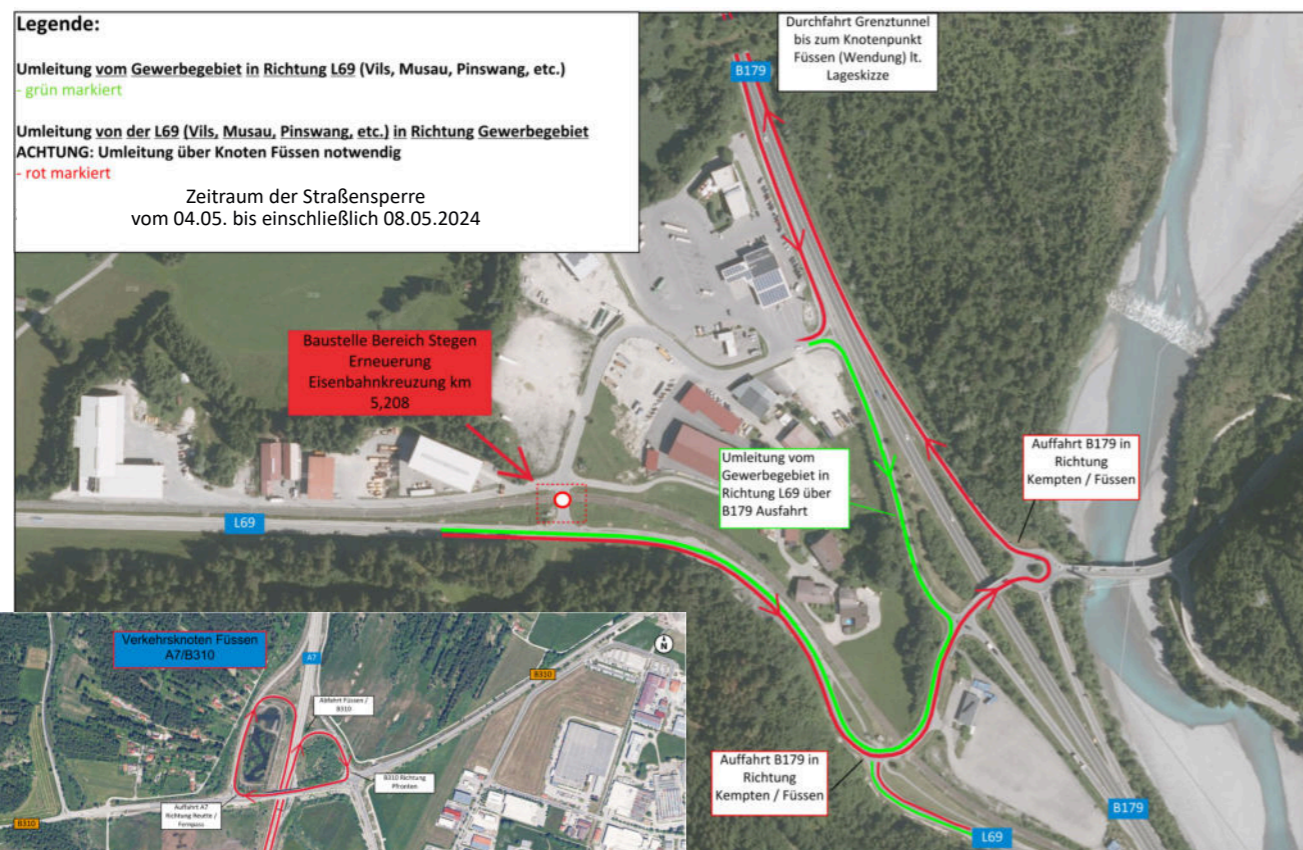 Legende:
Umleitung vom Gewerbegebiet in Richtung L69 (Vils, Musau, Pinswang, etc.)
- grün markiert
Umleitung von der L69 (Vils, Musau, Pinswang, etc.) in Richtung Gewerbegebiet
ACHTUNG: Umleitung über Knoten Füssen notwendig
- rot markiert
Zeitraum der Straßensperre
vom 04.05. bis einschließlich 08.05.2024
Durchfahrt Grenztunnel
bis zum Knotenpunkt
Füssen (Wendung) lt.
Lageskizze
B179
Baustelle Bereich Stegen
Erneuerung
Eisenbahnkreuzung km
5,208
Auffahrt B179 in
Richtung
Kempten / Füssen
Umleitung vom
Gewerbegebiet in
Richtung L69 über
B179 Ausfahrt
L69
Verkehrsknoten Füssen
A7/B310
A7
N
B310
Abfahrt Füssen /
B310
B310 Richtung
Pfronten
Auffahrt A7
Richtung Reutte /
Fernpass
B310
Auffahrt B179 in
Richtung
Kempten / Füssen
B179
L69